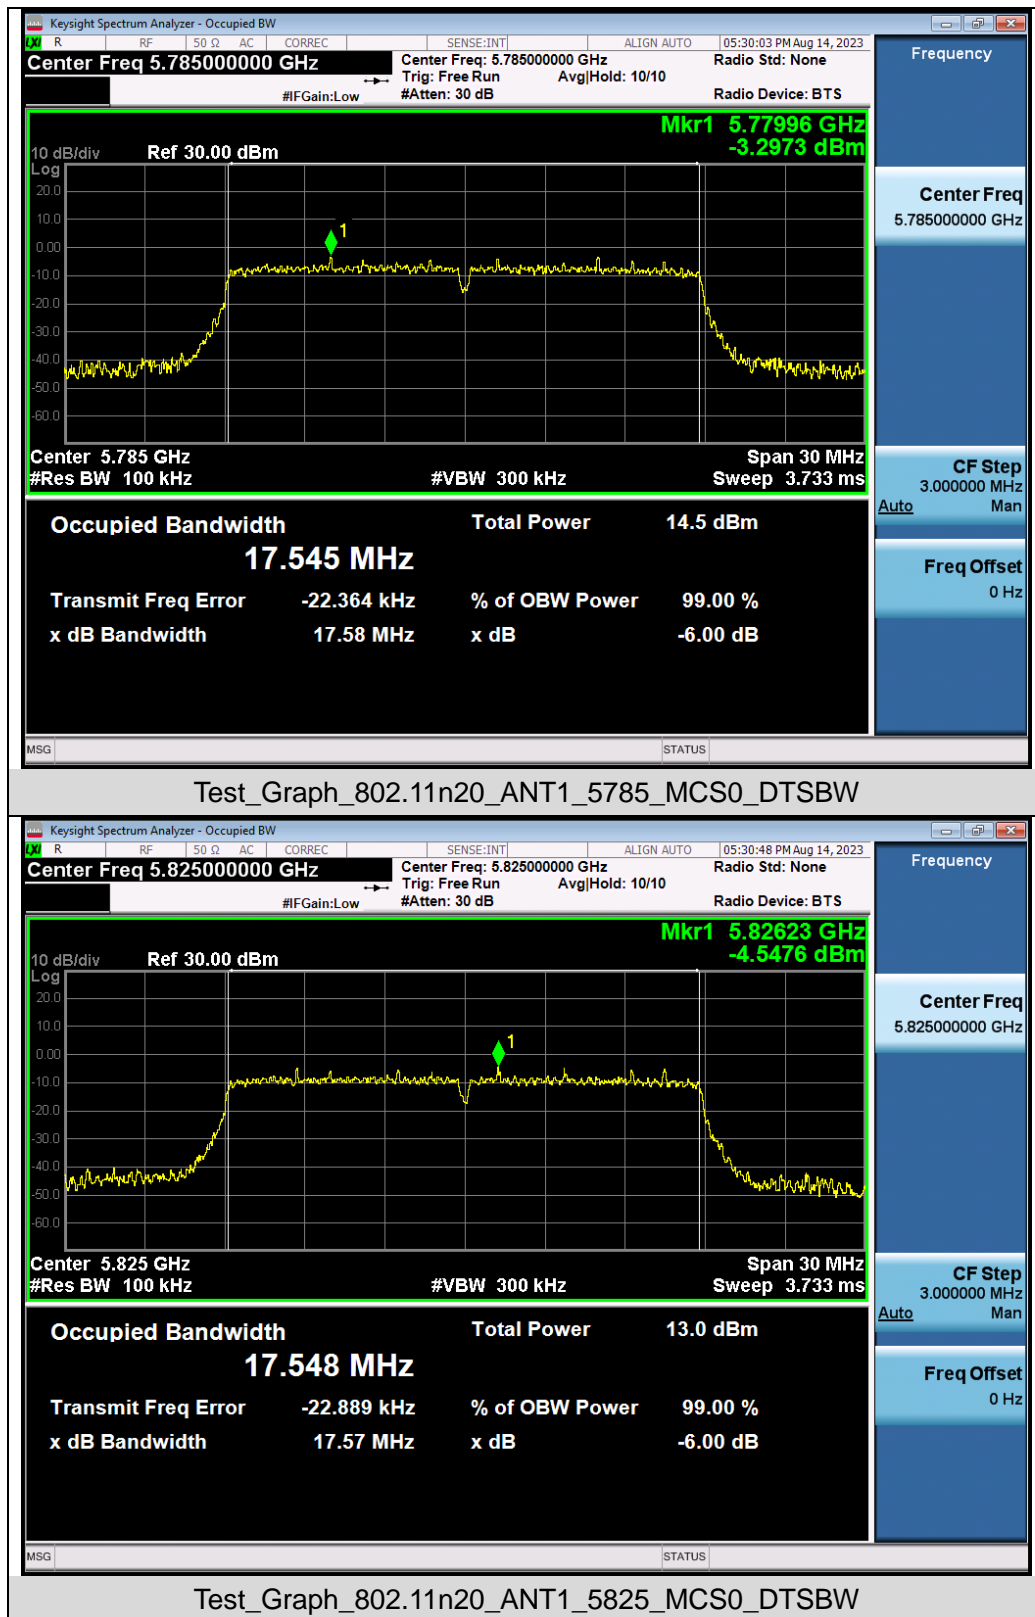 Keysight Spectrum Analyzer - Occupied BW
LXI R RF 50 Ω AC CORREC SENSE:INT ALIGN AUTO 05:30:03 PM Aug 14, 2023
Center Freq 5.785000000 GHz Center Freq: 5.785000000 GHz Radio Std: None
Trig: Free Run Avg|Hold: 10/10
#IFGain:Low #Atten: 30 dB Radio Device: BTS
Frequency
Mkr1 5.77996 GHz
-3.2973 dBm
10 dB/div Ref 30.00 dBm
Log
20.0
10.0
0.00
-10.0
-20.0
-30.0
-40.0
-50.0
-60.0
1
Center 5.785 GHz Span 30 MHz
#Res BW 100 kHz #VBW 300 kHz Sweep 3.733 ms
Center Freq
5.785000000 GHz
CF Step
3.000000 MHz
Auto Man
Freq Offset
0 Hz
Occupied Bandwidth Total Power 14.5 dBm
17.545 MHz
Transmit Freq Error -22.364 kHz % of OBW Power 99.00 %
x dB Bandwidth 17.58 MHz x dB -6.00 dB
MSG STATUS
Test_Graph_802.11n20_ANT1_5785_MCS0_DTSBW
Keysight Spectrum Analyzer - Occupied BW
LXI R RF 50 Ω AC CORREC SENSE:INT ALIGN AUTO 05:30:48 PM Aug 14, 2023
Center Freq 5.825000000 GHz Center Freq: 5.825000000 GHz Radio Std: None
Trig: Free Run Avg|Hold: 10/10
#IFGain:Low #Atten: 30 dB Radio Device: BTS
Frequency
Mkr1 5.82623 GHz
-4.5476 dBm
10 dB/div Ref 30.00 dBm
Log
20.0
10.0
0.00
-10.0
-20.0
-30.0
-40.0
-50.0
-60.0
1
Center 5.825 GHz Span 30 MHz
#Res BW 100 kHz #VBW 300 kHz Sweep 3.733 ms
Center Freq
5.825000000 GHz
CF Step
3.000000 MHz
Auto Man
Freq Offset
0 Hz
Occupied Bandwidth Total Power 13.0 dBm
17.548 MHz
Transmit Freq Error -22.889 kHz % of OBW Power 99.00 %
x dB Bandwidth 17.57 MHz x dB -6.00 dB
MSG STATUS
Test_Graph_802.11n20_ANT1_5825_MCS0_DTSBW